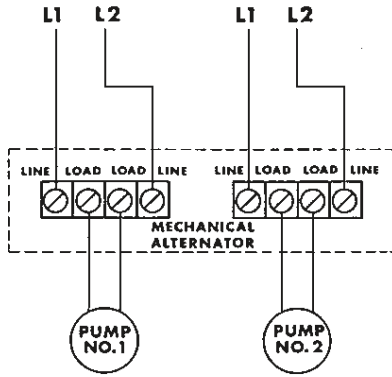 L1 L2 L1 L2
LINE LOAD LOAD LINE LINE LOAD LOAD LINE
MECHANICAL
ALTERNATOR
PUMP
NO.1
PUMP
NO.2